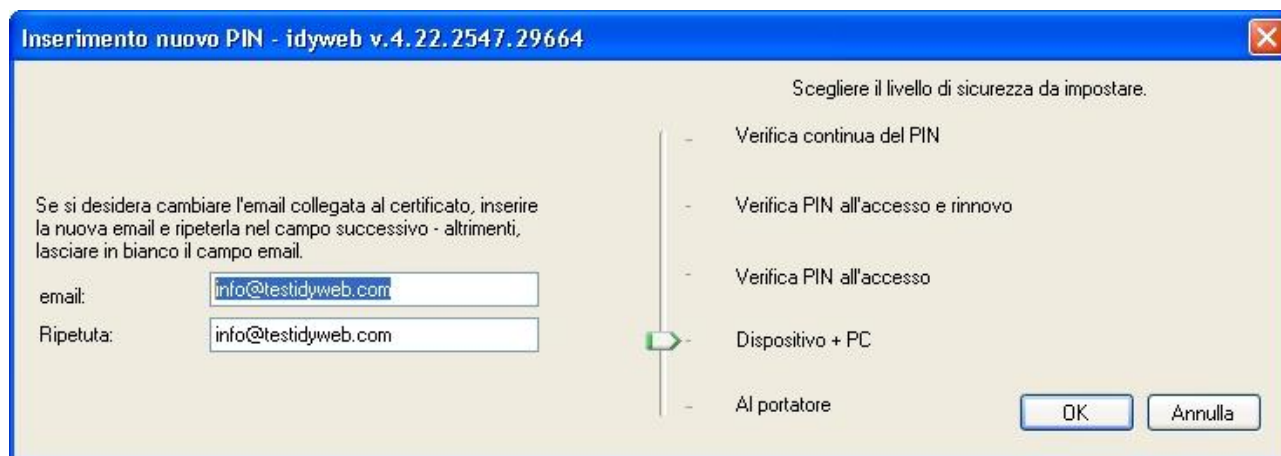 Inserimento nuovo PIN - idyweb v.4.22.2547.29664
Scegliere il livello di sicurezza da impostare.
Verifica continua del PIN
Verifica PIN all'accesso e rinnovo
Verifica PIN all'accesso
Dispositivo + PC
Al portatore
Se si desidera cambiare l'email collegata al certificato, inserire
la nuova email e ripeterla nel campo successivo - altrimenti,
lasciare in bianco il campo email.
email:
info@testidyweb.com
Ripetuta:
info@testidyweb.com
OK
Annulla